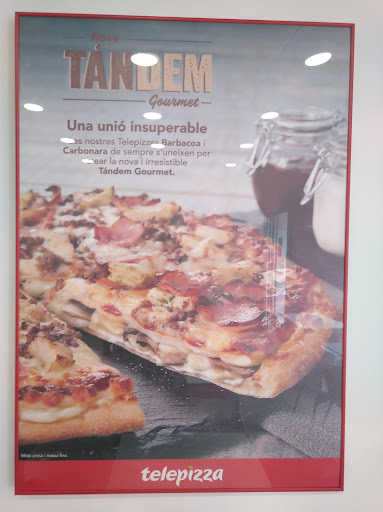 Nova
TÁNDEM
Gourmet
Una unió insuperable
Les nostres Telepizzes Barbacoa i
Carbonara de sempre s'uneixen per
crear la nova i irresistible
Tándem Gourmet.
telepizza